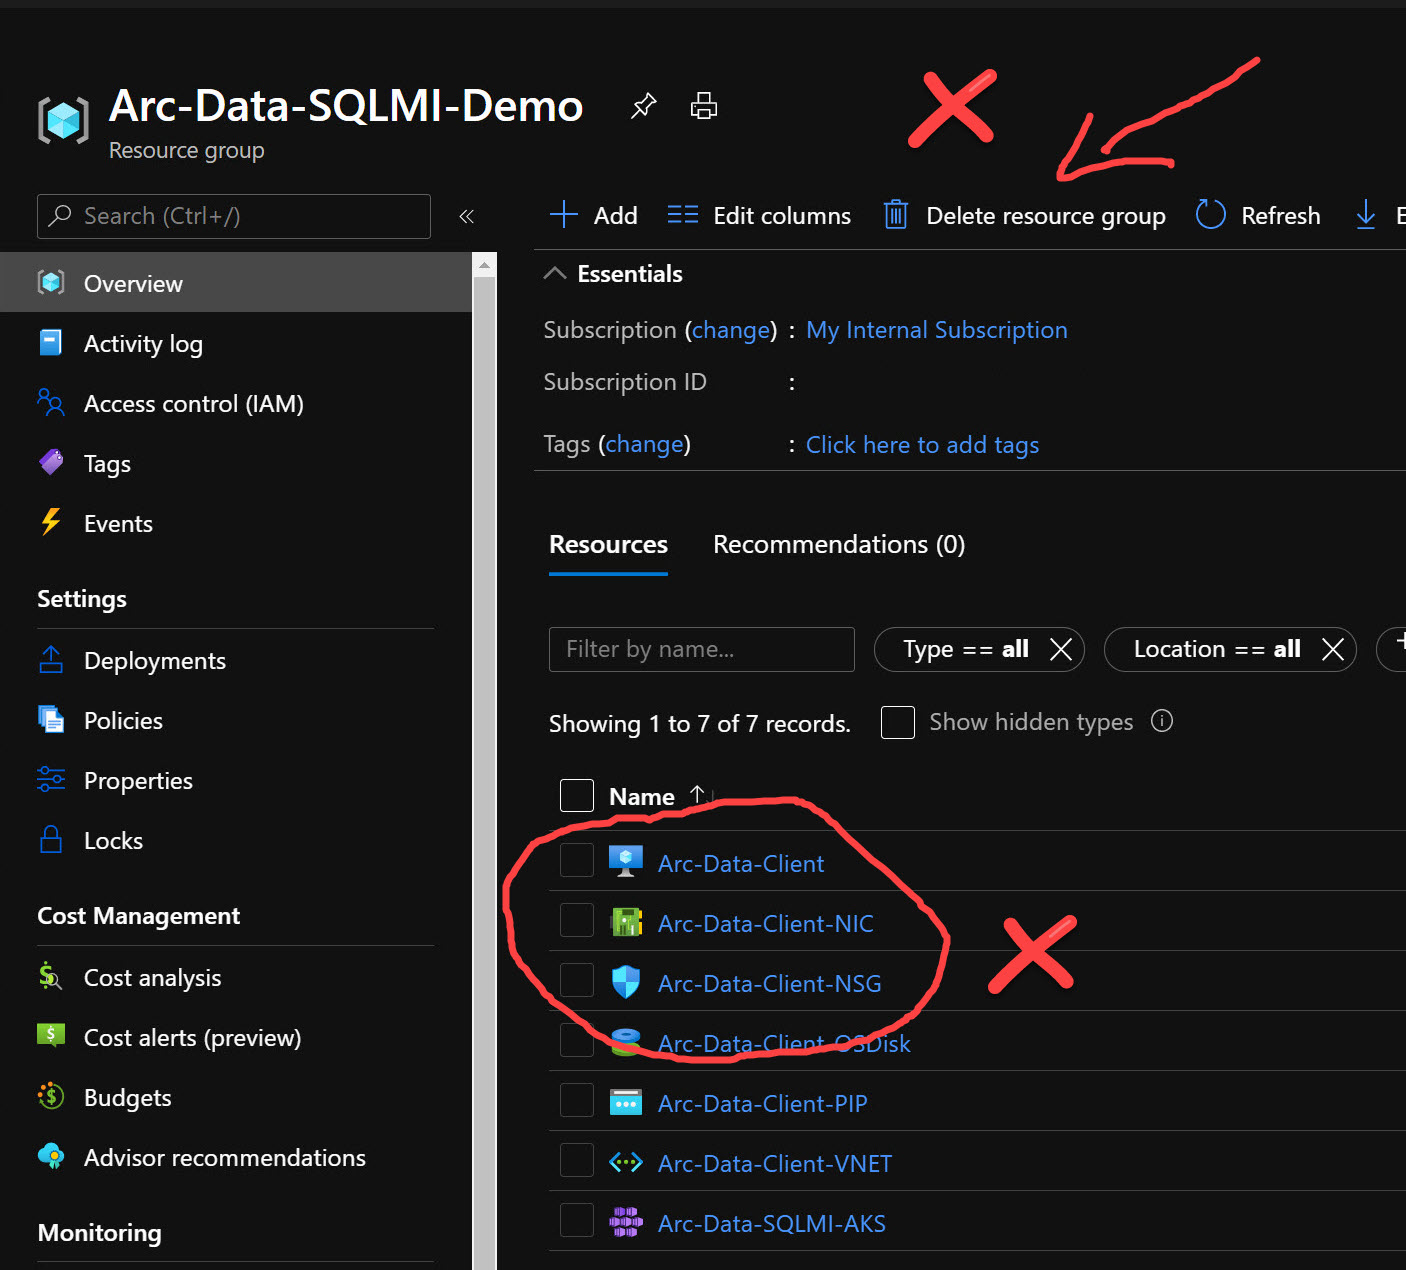 Arc-Data-SQLMI-Demo
Resource group
Search (Ctrl+/)
«
Add
Edit columns
Delete resource group
Refresh
E
Overview
Activity log
Access control (IAM)
Tags
Events
Settings
Deployments
Policies
Properties
Locks
Cost Management
Cost analysis
Cost alerts (preview)
Budgets
Advisor recommendations
Monitoring
Essentials
Subscription (change) : My Internal Subscription
Subscription ID :
Tags (change) : Click here to add tags
Resources Recommendations (0)
Filter by name... Type == all Location == all
Showing 1 to 7 of 7 records. Show hidden types
Name
Arc-Data-Client
Arc-Data-Client-NIC
Arc-Data-Client-NSG
Arc-Data-Client-OSDisk
Arc-Data-Client-PIP
Arc-Data-Client-VNET
Arc-Data-SQLMI-AKS